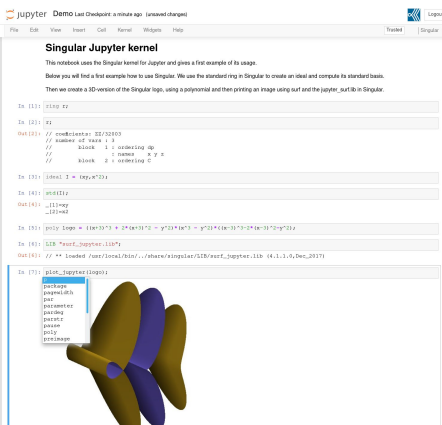 jupyter Demo Last Checkpoint: a minute ago (unsaved changes)
Logou
File Edit View Insert Cell Kernel Widgets Help Trusted Singular
Singular Jupyter kernel
This notebook uses the Singular kernel for Jupyter and gives a first example of its usage.
Below you will find a first example how to use Singular. We use the standard ring in Singular to create an ideal and compute its standard basis.
Then we create a 3D-version of the Singular logo, using a polynomial and then printing an image using surf and the jupyter_surf.lib in Singular.
In [1]: ring r;
In [2]: r;
Out[2]: // coefficients: ZZ/32003
// number of vars : 3
// block 1 : ordering dp
// : names x y z
// block 2 : ordering C
In [3]: ideal I = (xy,x^2);
In [4]: std(I);
Out[4]: _[1]=xy
_[2]=x2
In [5]: poly logo = ((x+3)^3 + 2*(x+3)^2 - y^2)*(x^3 - y^2)*((x-3)^3-2*(x-3)^2-y^2);
In [6]: LIB "surf_jupyter.lib";
Out[6]: // ** loaded /usr/local/bin/../share/singular/LIB/surf_jupyter.lib (4.1.1.0,Dec_2017)
In [7]: plot_jupyter(logo);
package
pagewidth
par
parameter
pardeg
parstr
pause
poly
preimage